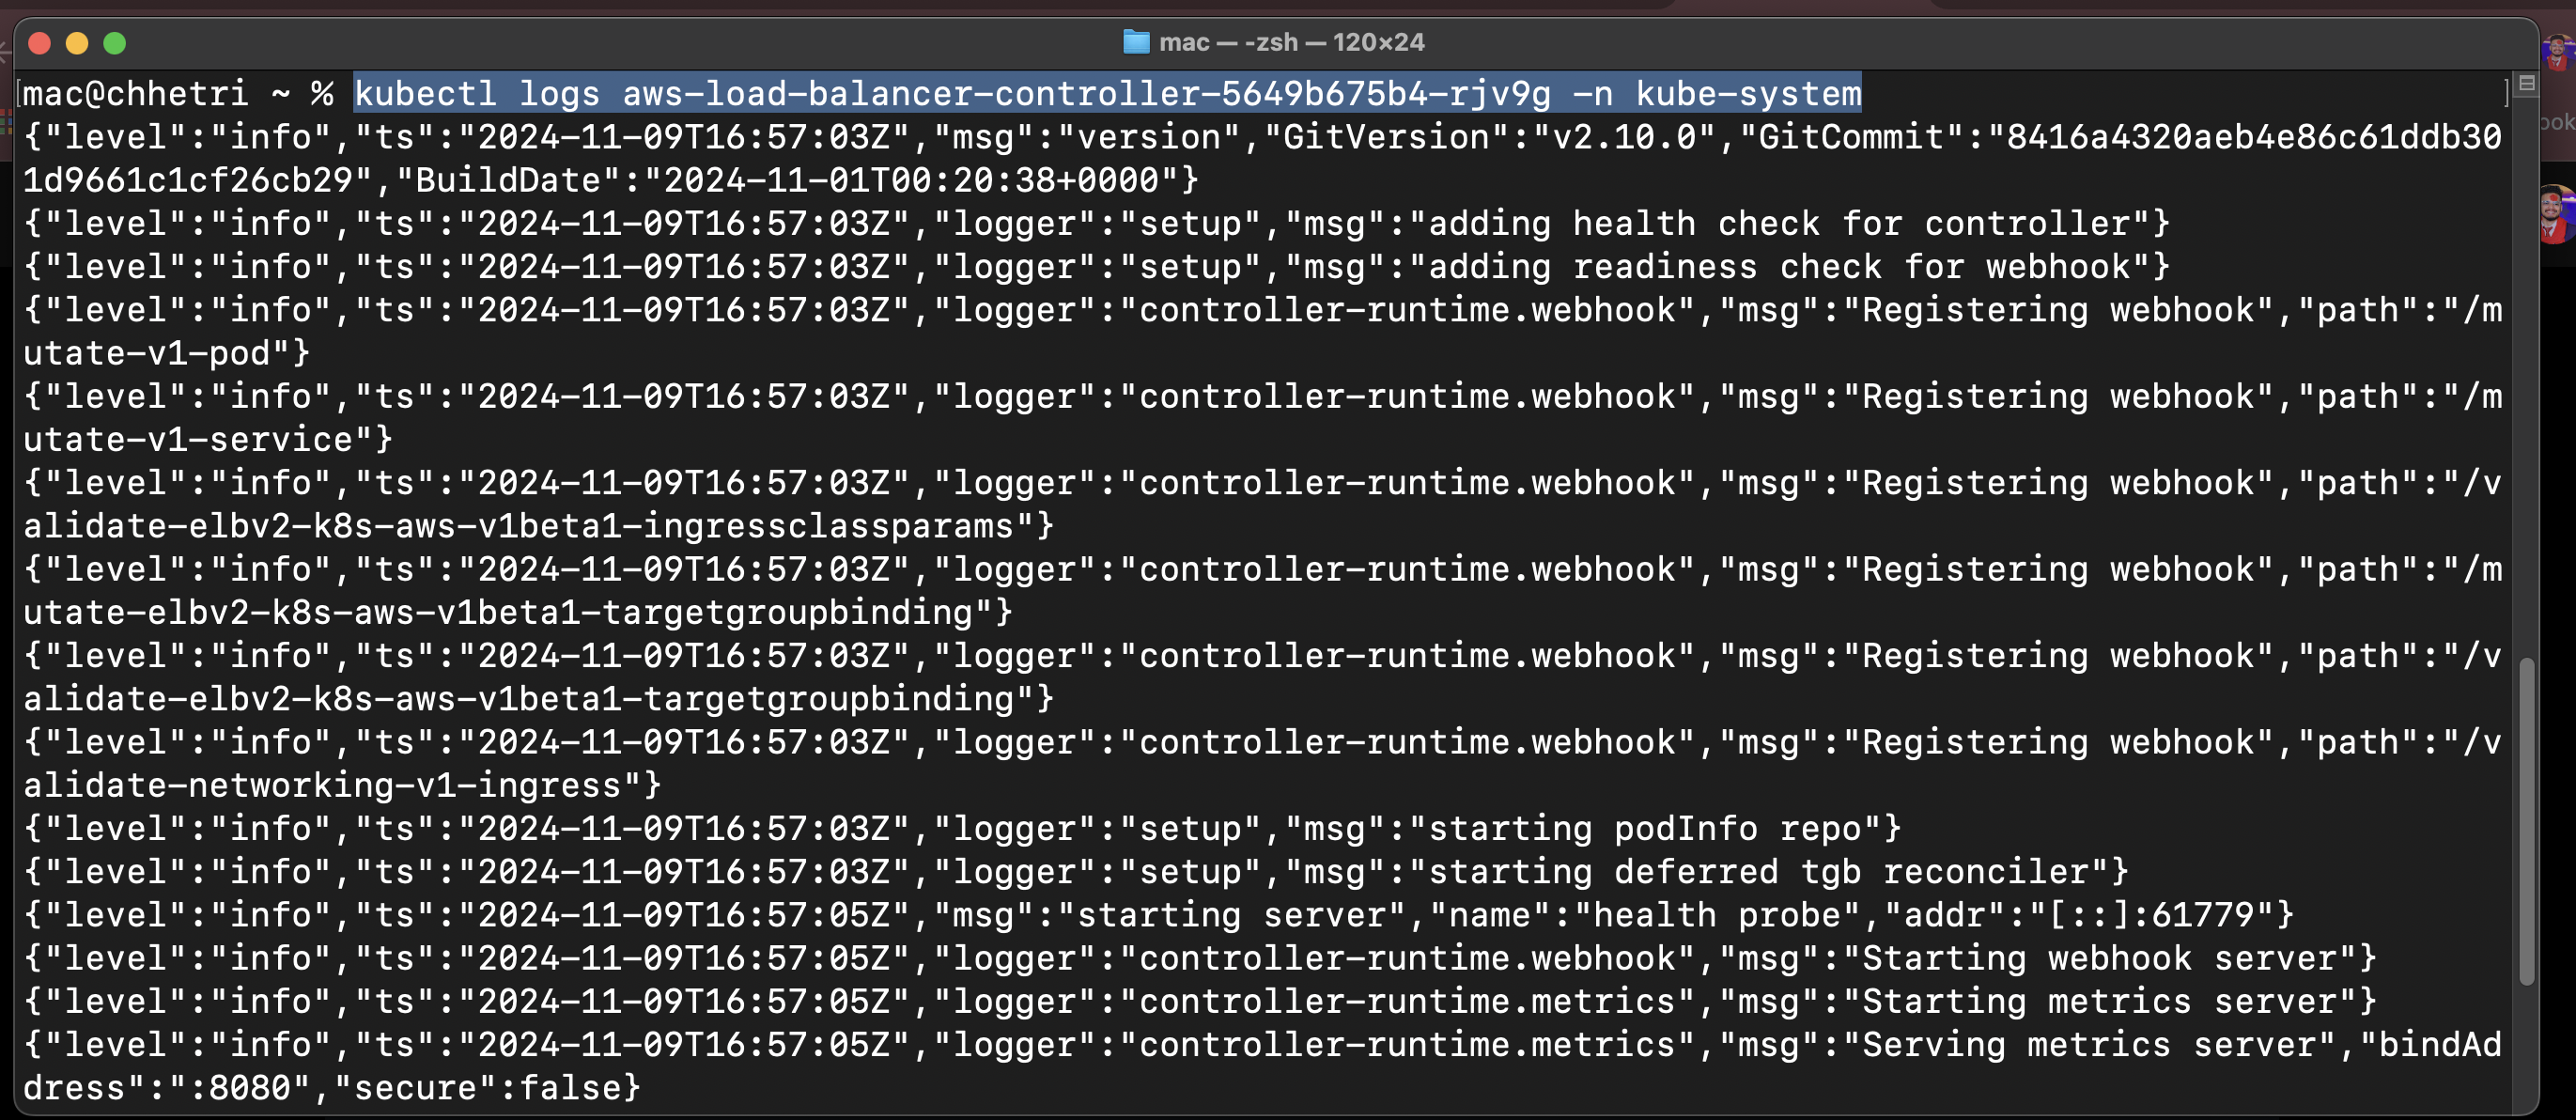 mac — -zsh — 120×24
[mac@chhetri ~ % kubectl logs aws-load-balancer-controller-5649b675b4-rjv9g -n kube-system ]
{"level":"info","ts":"2024-11-09T16:57:03Z","msg":"version","GitVersion":"v2.10.0","GitCommit":"8416a4320aeb4e86c61ddb30
1d9661c1cf26cb29","BuildDate":"2024-11-01T00:20:38+0000"}
{"level":"info","ts":"2024-11-09T16:57:03Z","logger":"setup","msg":"adding health check for controller"}
{"level":"info","ts":"2024-11-09T16:57:03Z","logger":"setup","msg":"adding readiness check for webhook"}
{"level":"info","ts":"2024-11-09T16:57:03Z","logger":"controller-runtime.webhook","msg":"Registering webhook","path":"/m
utate-v1-pod"}
{"level":"info","ts":"2024-11-09T16:57:03Z","logger":"controller-runtime.webhook","msg":"Registering webhook","path":"/m
utate-v1-service"}
{"level":"info","ts":"2024-11-09T16:57:03Z","logger":"controller-runtime.webhook","msg":"Registering webhook","path":"/v
alidate-elbv2-k8s-aws-v1beta1-ingressclassparams"}
{"level":"info","ts":"2024-11-09T16:57:03Z","logger":"controller-runtime.webhook","msg":"Registering webhook","path":"/m
utate-elbv2-k8s-aws-v1beta1-targetgroupbinding"}
{"level":"info","ts":"2024-11-09T16:57:03Z","logger":"controller-runtime.webhook","msg":"Registering webhook","path":"/v
alidate-elbv2-k8s-aws-v1beta1-targetgroupbinding"}
{"level":"info","ts":"2024-11-09T16:57:03Z","logger":"controller-runtime.webhook","msg":"Registering webhook","path":"/v
alidate-networking-v1-ingress"}
{"level":"info","ts":"2024-11-09T16:57:03Z","logger":"setup","msg":"starting podInfo repo"}
{"level":"info","ts":"2024-11-09T16:57:03Z","logger":"setup","msg":"starting deferred tgb reconciler"}
{"level":"info","ts":"2024-11-09T16:57:05Z","msg":"starting server","name":"health probe","addr":"[::]:61779"}
{"level":"info","ts":"2024-11-09T16:57:05Z","logger":"controller-runtime.webhook","msg":"Starting webhook server"}
{"level":"info","ts":"2024-11-09T16:57:05Z","logger":"controller-runtime.metrics","msg":"Starting metrics server"}
{"level":"info","ts":"2024-11-09T16:57:05Z","logger":"controller-runtime.metrics","msg":"Serving metrics server","bindAd
dress":":8080","secure":false}